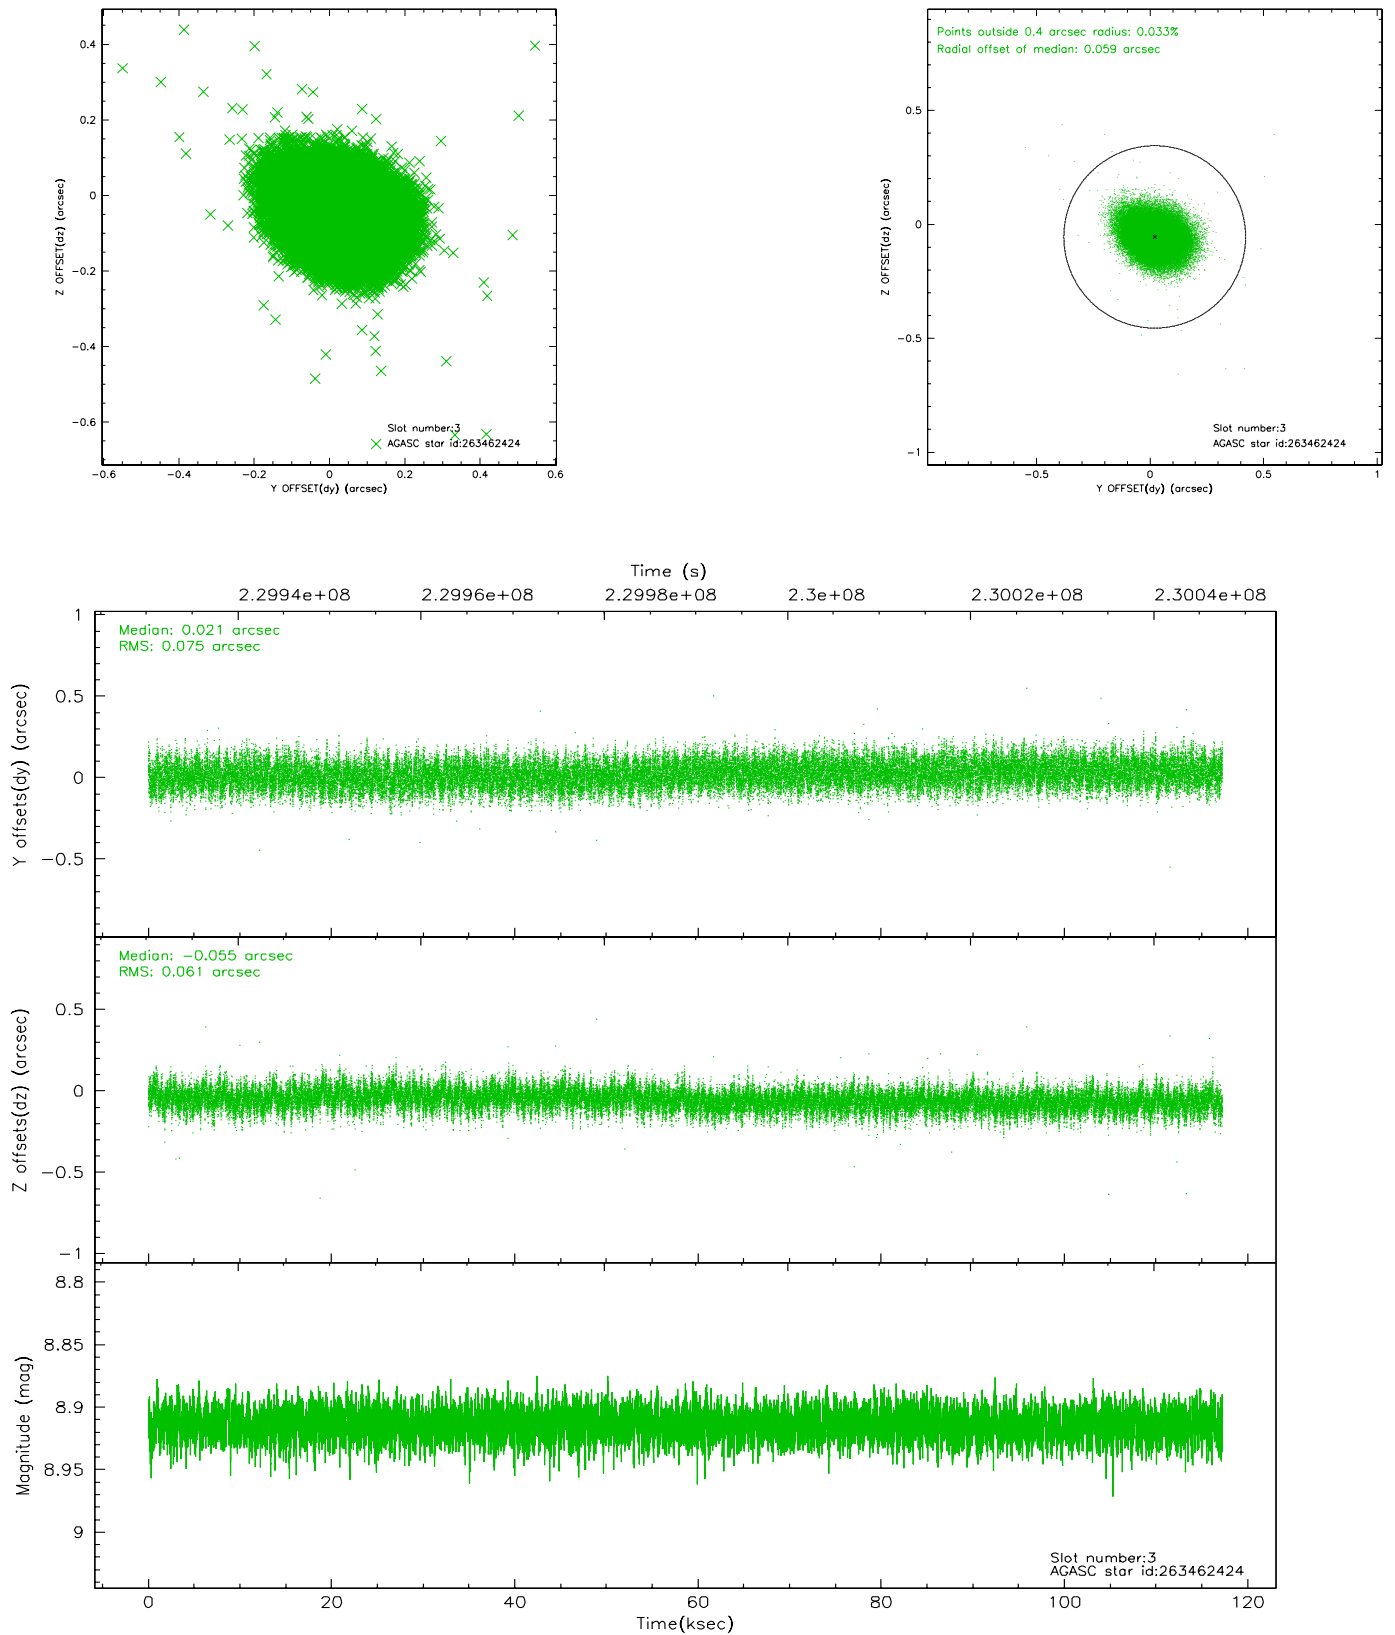 0.4
0.2
0
-0.2
-0.4
-0.6
Z OFFSET(dz) (arcsec)
-0.6 -0.4 -0.2 0 0.2 0.4 0.6
Y OFFSET(dy) (arcsec)
Slot number:3
AGASC star id:263462424
Points outside 0.4 arcsec radius: 0.033%
Radial offset of median: 0.059 arcsec
0.5
0
-0.5
-1
Z OFFSET(dz) (arcsec)
-0.5 0 0.5 1
Y OFFSET(dy) (arcsec)
Slot number:3
AGASC star id:263462424
Time (s)
2.2994e+08 2.2996e+08 2.2998e+08 2.3e+08 2.3002e+08 2.3004e+08
Median: 0.021 arcsec
RMS: 0.075 arcsec
1
0.5
0
-0.5
Y offsets(dy) (arcsec)
Median: -0.055 arcsec
RMS: 0.061 arcsec
0.5
0
-0.5
-1
Z offsets(dz) (arcsec)
8.8
8.85
8.9
8.95
9
Magnitude (mag)
Slot number:3
AGASC star id:263462424
0 20 40 60 80 100 120
Time(ksec)